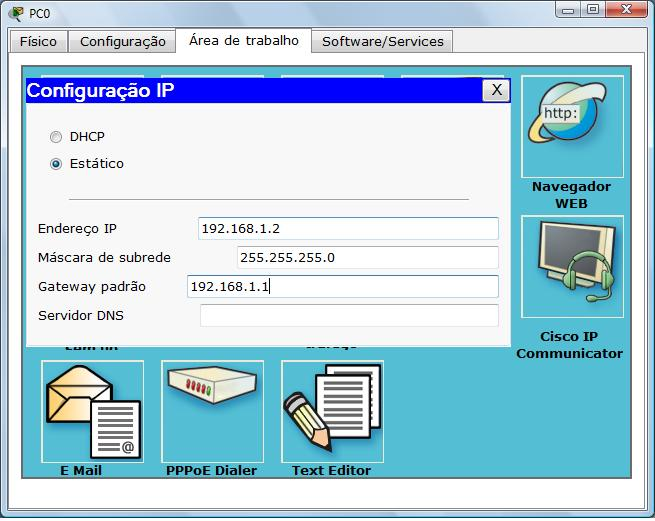 PC0
Físico
Configuração
Área de trabalho
Software/Services
Configuração IP
X
DHCP
Estático
Endereço IP
192.168.1.2
Máscara de subrede
255.255.255.0
Gateway padrão
192.168.1.1
Servidor DNS
http:
Navegador
WEB
Cisco IP
Communicator
@
E Mail
PPPoE Dialer
Text Editor